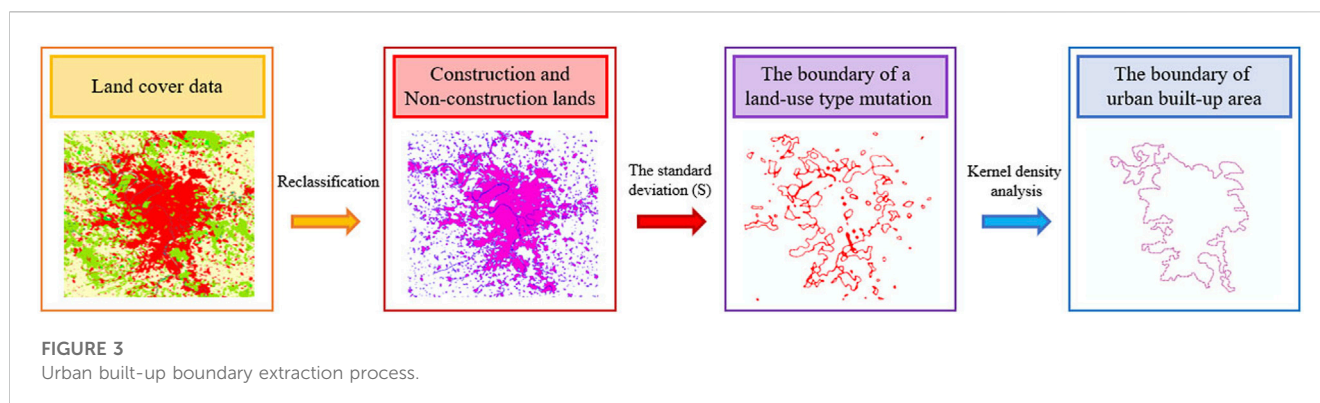 Land cover data
Reclassification
Construction and
Non-construction lands
The standard
deviation (S)
The boundary of a
land-use type mutation
Kernel density
analysis
The boundary of
urban built-up area
FIGURE 3
Urban built-up boundary extraction process.